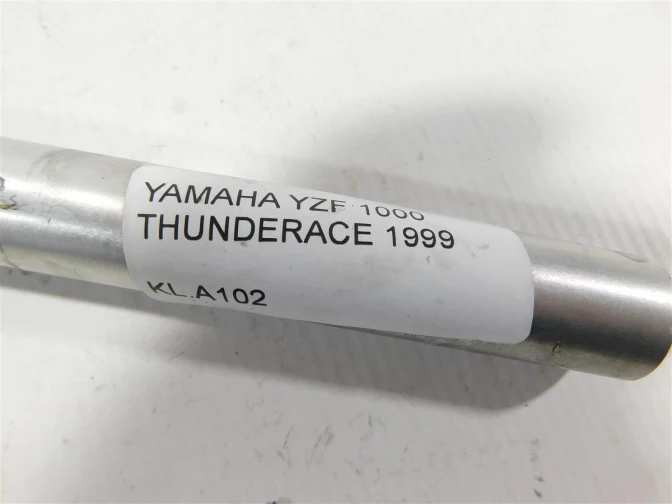 YAMAHA YZF 1000
THUNDERACE 1999
KL.A102